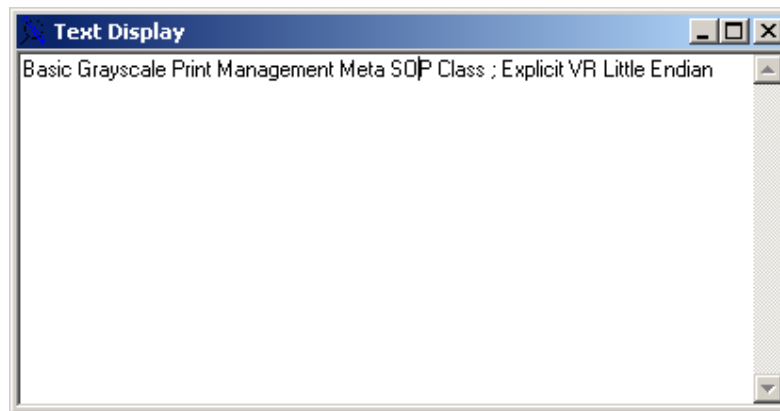 Text Display
Basic Grayscale Print Management Meta SOP Class ; Explicit VR Little Endian